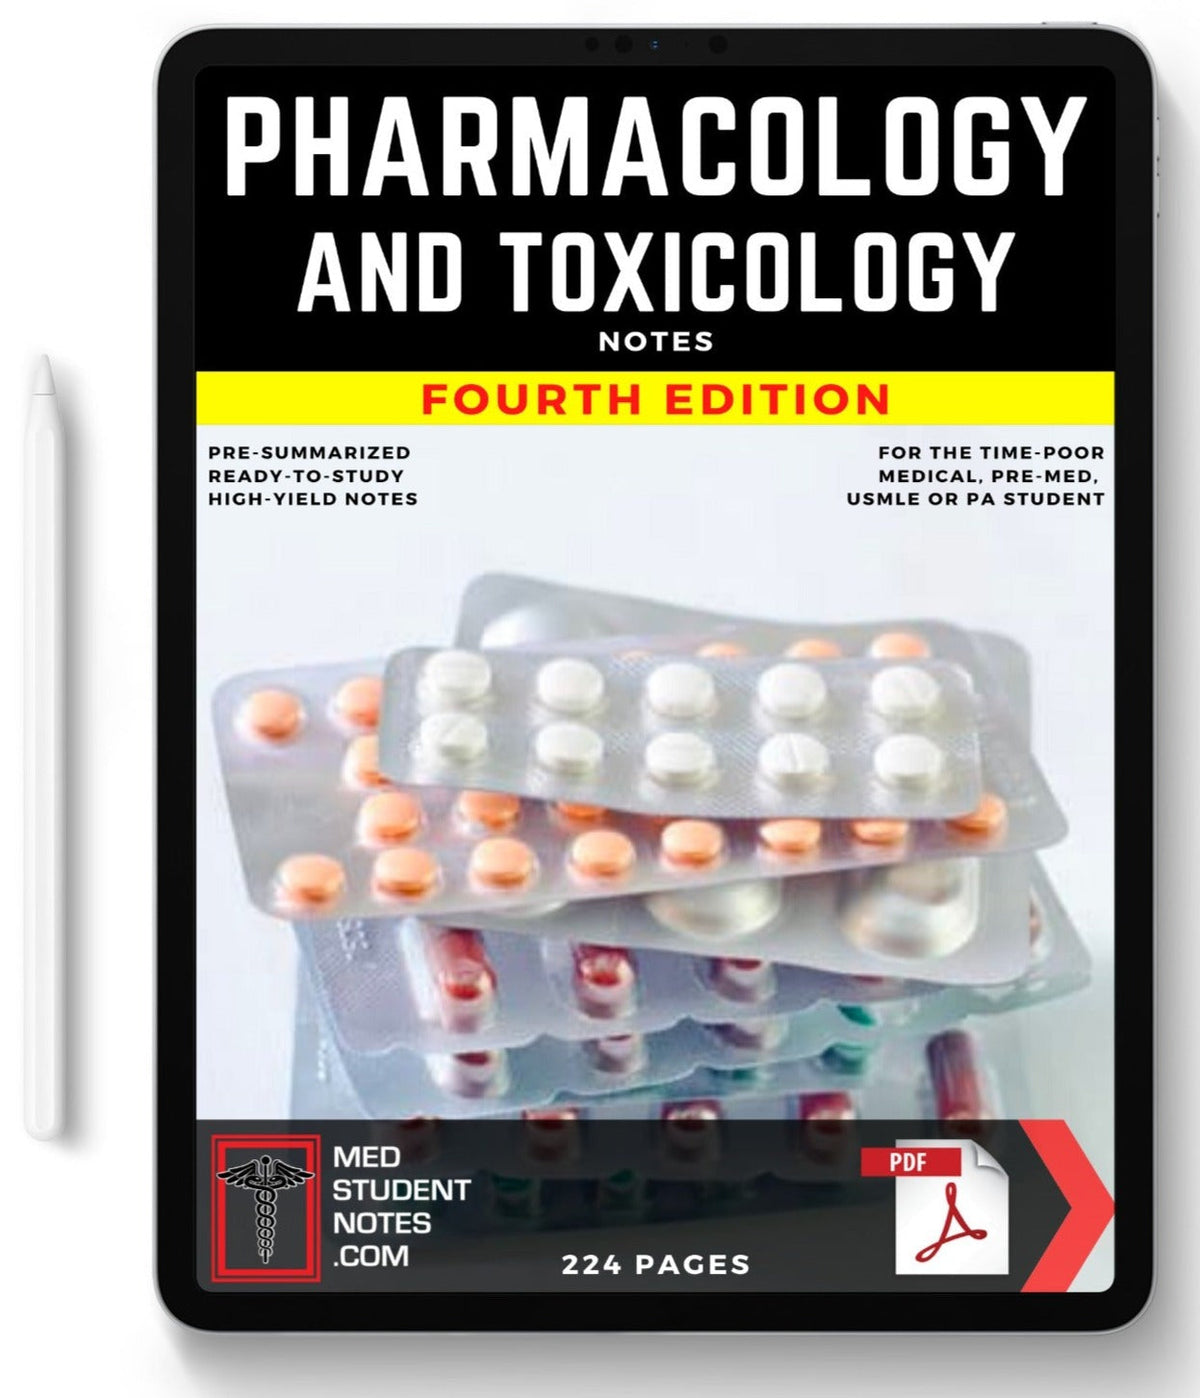 PHARMACOLOGY
AND TOXICOLOGY
NOTES
FOURTH EDITION
PRE-SUMMARIZED
READY-TO-STUDY
HIGH-YIELD NOTES
FOR THE TIME-POOR
MEDICAL, PRE-MED,
USMLE OR PA STUDENT
MED
STUDENT
NOTES
.COM
224 PAGES
PDF